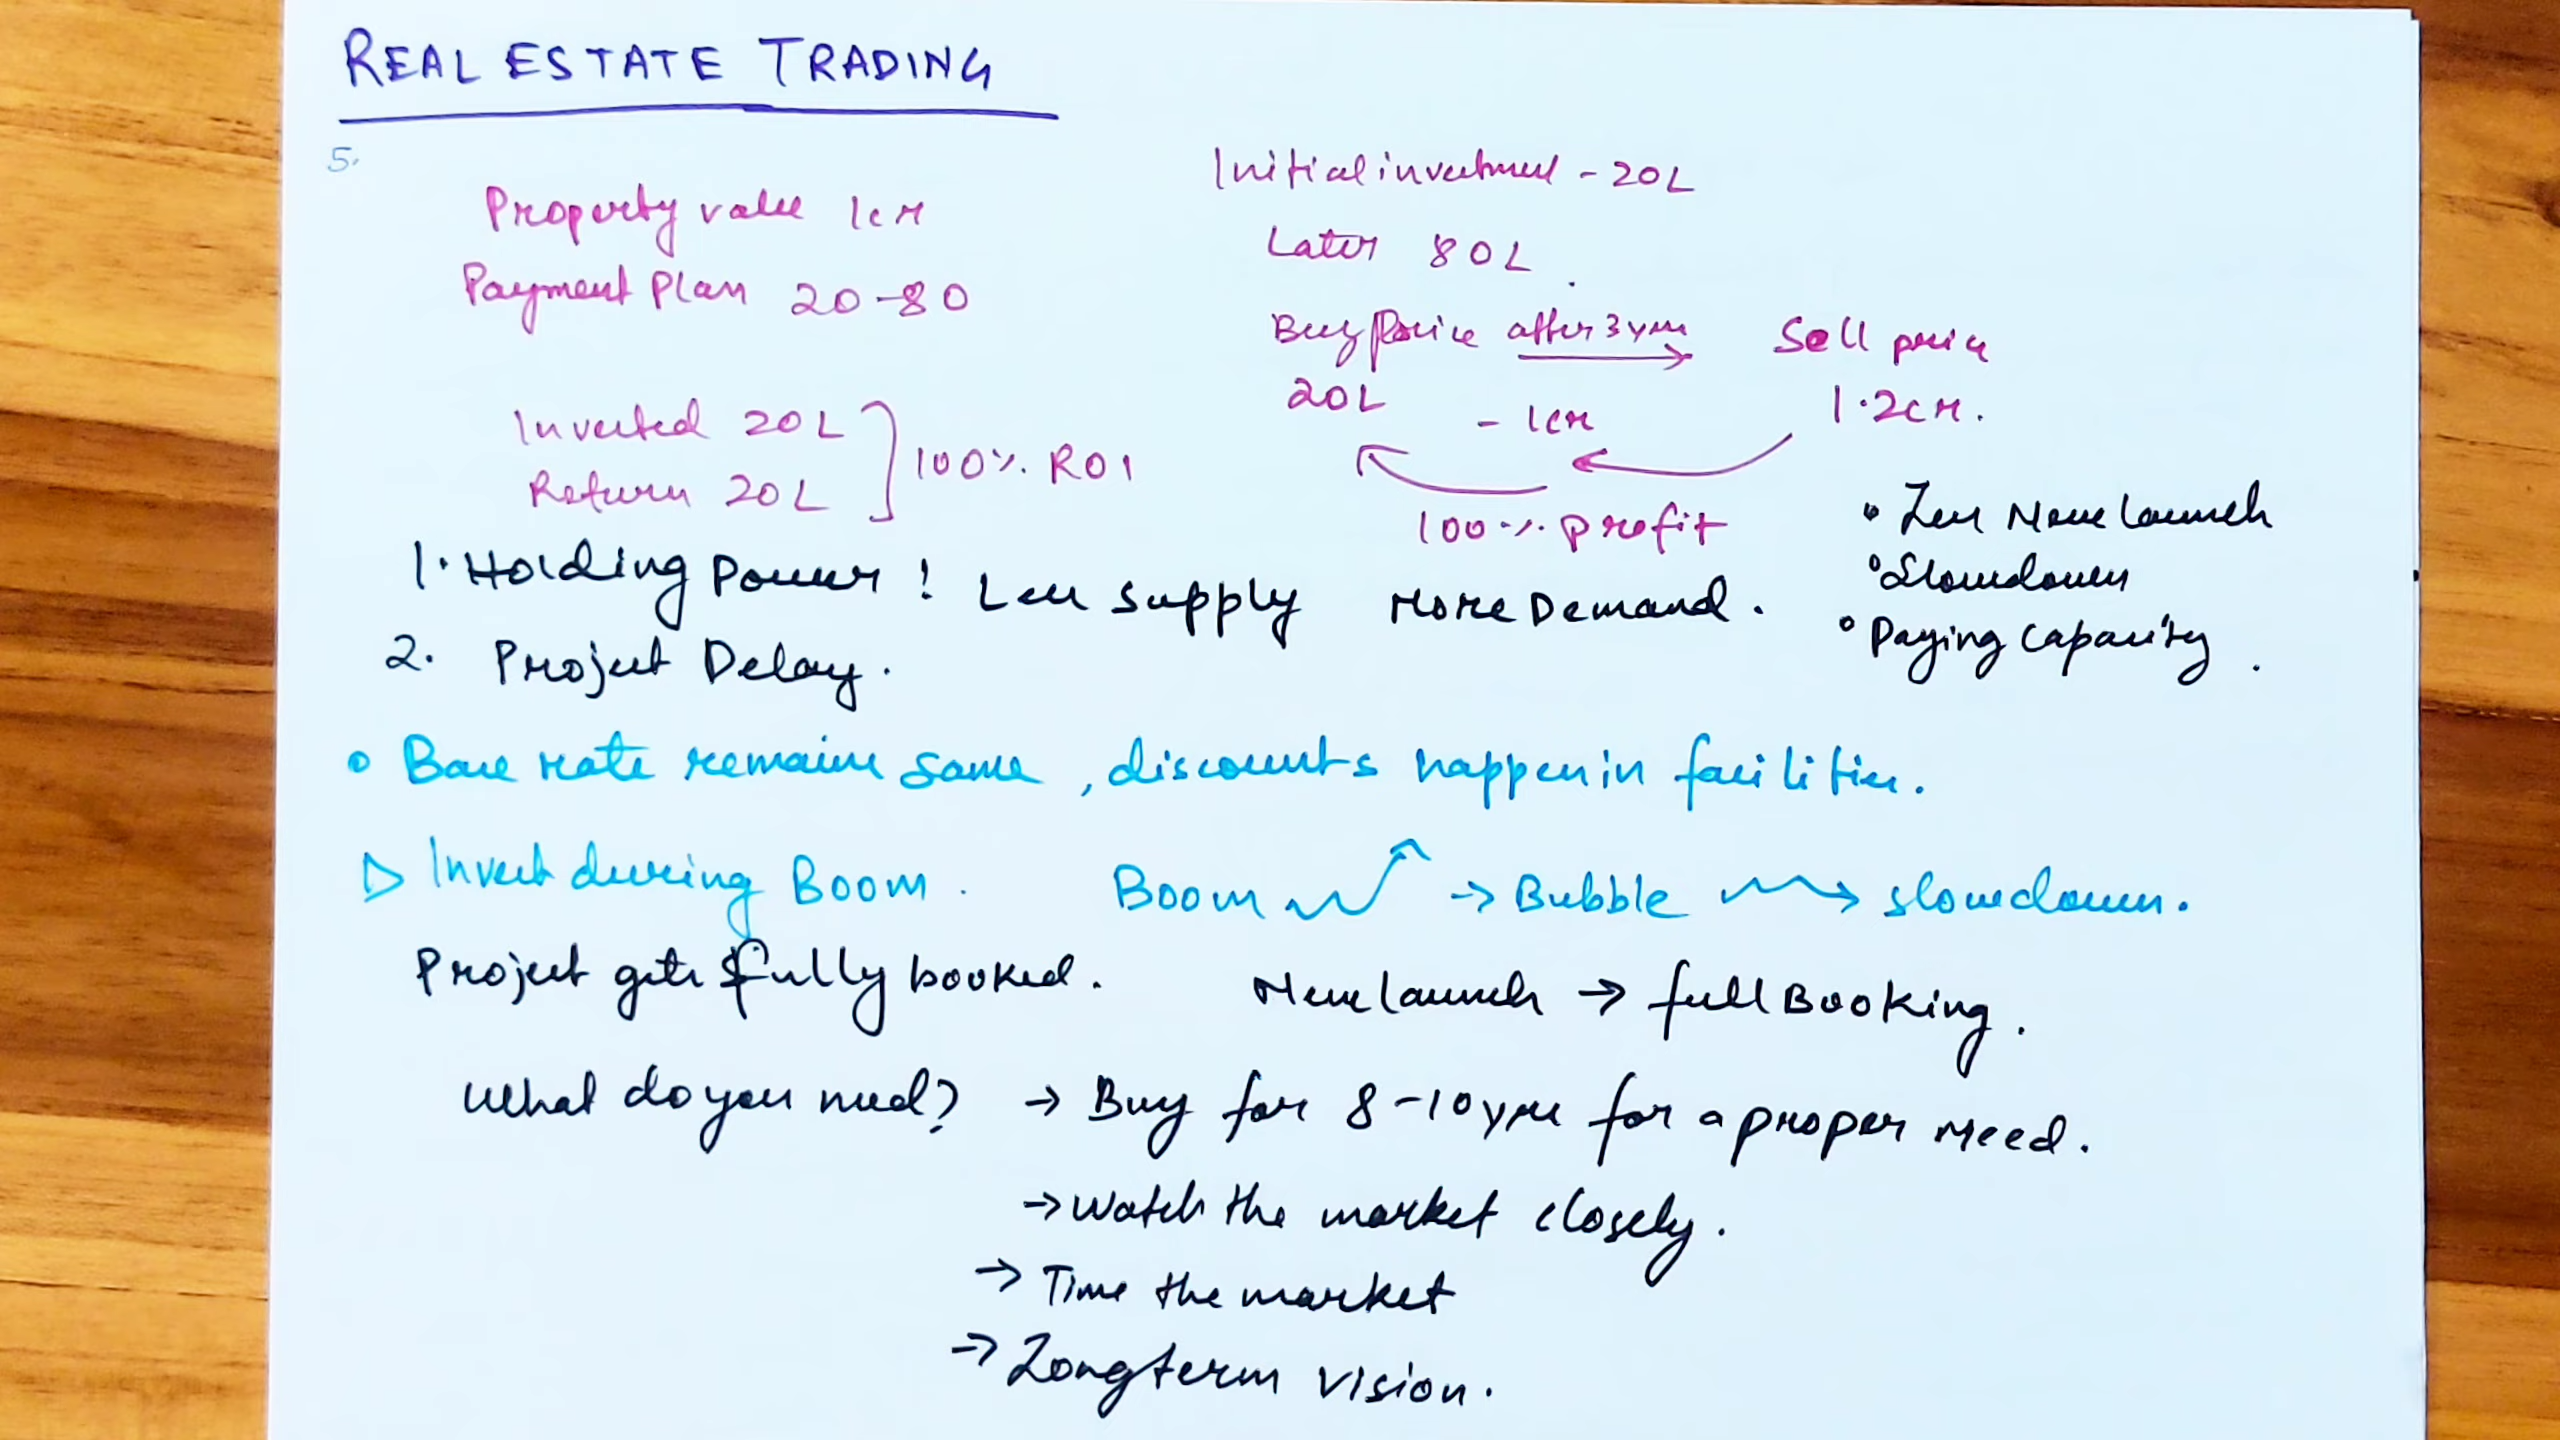 REAL ESTATE TRADING
5.
Property value 1cr
Payment Plan 20-80
Initial investment - 20L
Later 80L
Buy Price after 3 yrs → Sell price
20L - 1cr 1.2cr.
100% profit
Invested 20L
Return 20L
100% ROI
• Less New launch
• Slowdown
• Paying capacity.
1. Holding Power! Less supply More Demand.
2. Project Delay.
• Base rate remains same, discounts happen in facilities.
▷ Invest during Boom. Boom → Bubble → slowdown.
Project gets fully booked. New launch → full Booking.
What do you need? → Buy for 8-10 yrs for a proper need.
→ Watch the market closely.
→ Time the market
→ Longterm vision.